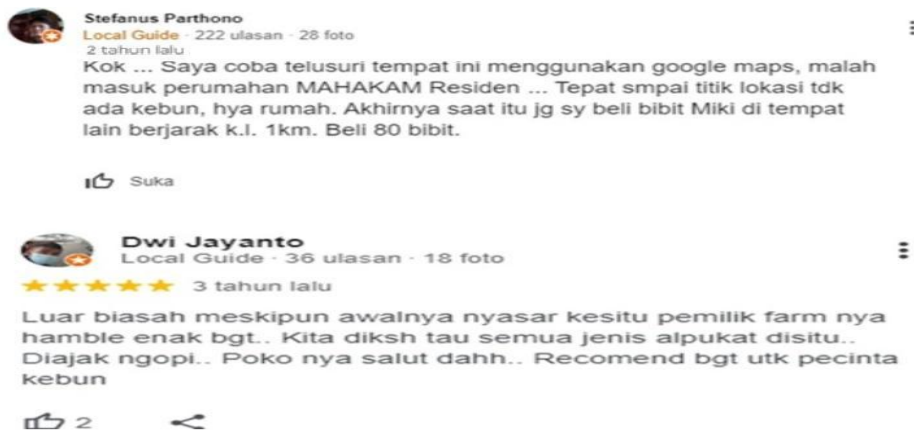 Stefanus Parthono
Local Guide · 222 ulasan · 28 foto
2 tahun lalu
Kok ... Saya coba telusuri tempat ini menggunakan google maps, malah
masuk perumahan MAHAKAM Residen ... Tepat smpai titik lokasi tdk
ada kebun, hya rumah. Akhirnya saat itu jg sy beli bibit Miki di tempat
lain berjarak k.l. 1km. Beli 80 bibit.
Suka
Dwi Jayanto
Local Guide · 36 ulasan · 18 foto
3 tahun lalu
Luar biasah meskipun awalnya nyasar kesitu pemilik farm nya
hamble enak bgt.. Kita diksh tau semua jenis alpukat disitu..
Diajak ngopi.. Poko nya salut dahh.. Recomend bgt utk pecinta
kebun
2